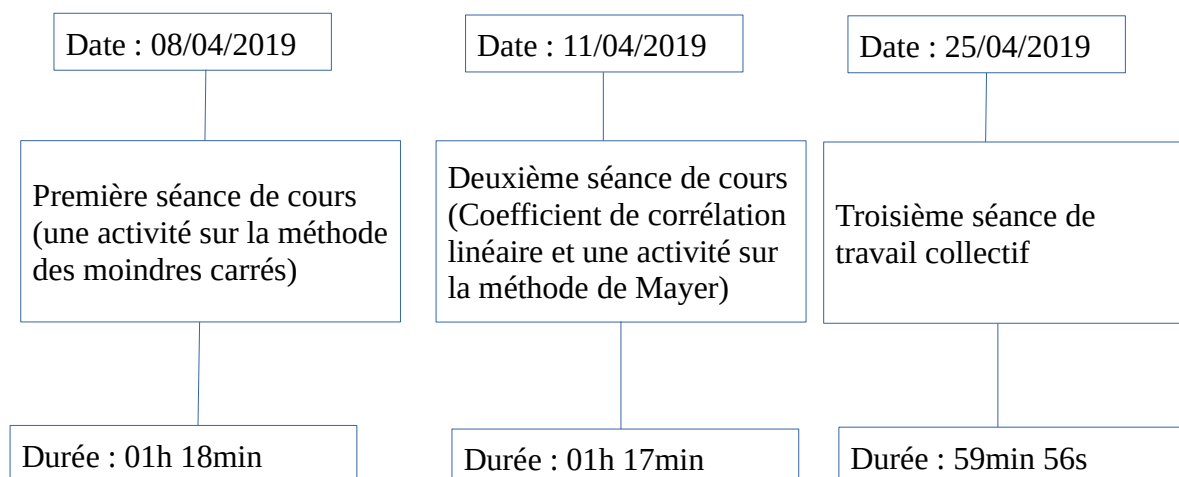 Date : 08/04/2019
Date : 11/04/2019
Date : 25/04/2019
Première séance de cours
(une activité sur la méthode
des moindres carrés)
Deuxième séance de cours
(Coefficient de corrélation
linéaire et une activité sur
la méthode de Mayer)
Troisième séance de
travail collectif
Durée : 01h 18min
Durée : 01h 17min
Durée : 59min 56s